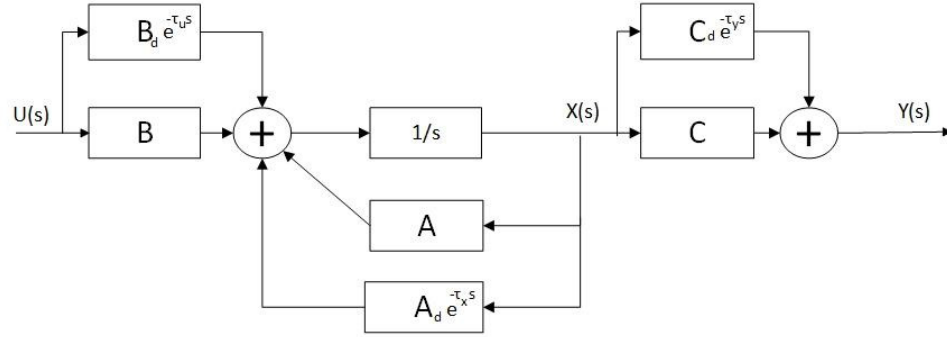 B_d e^-τ_u s
C_d e^-τ_y s
U(s)
B
+
1/s
X(s)
C
+
Y(s)
A
A_d e^-τ_x s